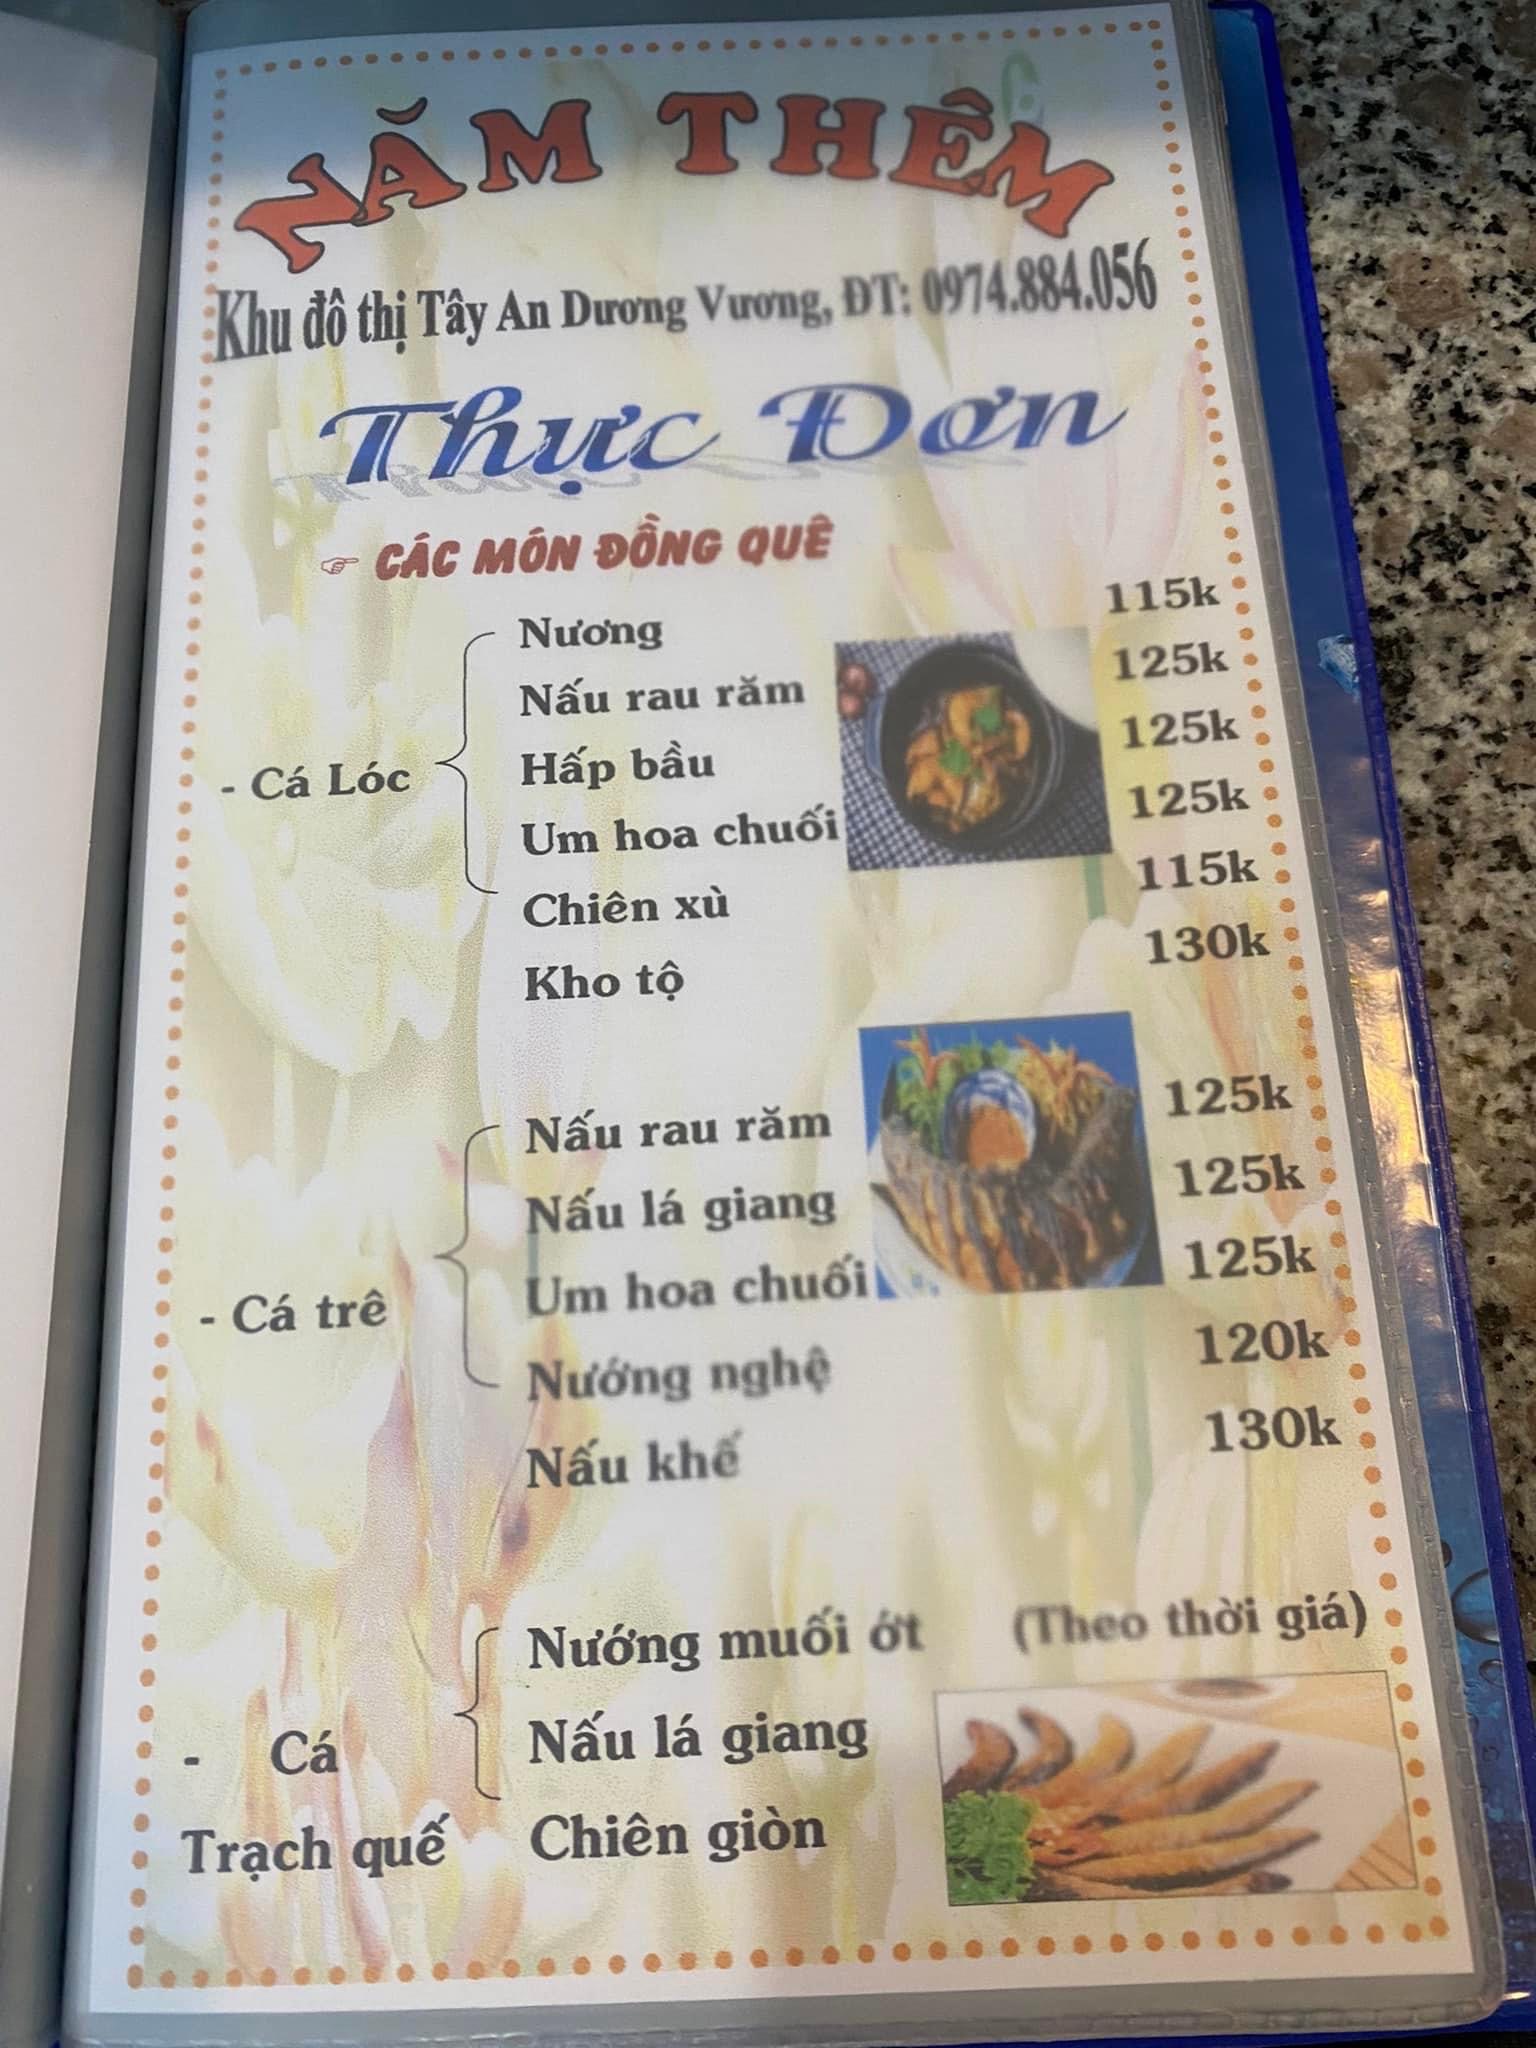 NĂM THÊM
Khu đô thị Tây An Dương Vương, ĐT: 0974.884.056
Thực Đơn
☞ CÁC MÓN ĐỒNG QUÊ
- Cá Lóc
Nương 115k
Nấu rau răm 125k
Hấp bầu 125k
Um hoa chuối 125k
Chiên xù 115k
Kho tộ 130k
- Cá trê
Nấu rau răm 125k
Nấu lá giang 125k
Um hoa chuối 125k
Nướng nghệ 120k
Nấu khế 130k
- Cá
Trạch quế
Nướng muối ớt (Theo thời giá)
Nấu lá giang
Chiên giòn